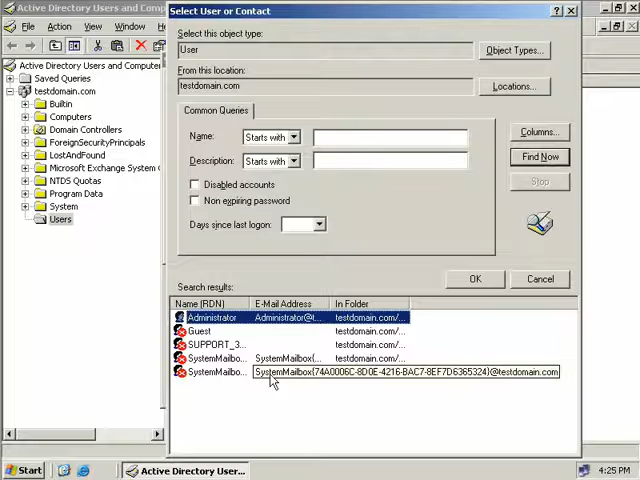 Active Directory Users and Computer
File Action View Window
Active Directory Users and Computer
Saved Queries
testdomain.com
Builtin
Computers
Domain Controllers
ForeignSecurityPrincipals
LostAndFound
Microsoft Exchange System O
NTDS Quotas
Program Data
System
Users
Select User or Contact
Select this object type:
User
Object Types...
From this location:
testdomain.com
Locations...
Common Queries
Name: Starts with
Description: Starts with
Disabled accounts
Non expiring password
Days since last logon:
Columns...
Find Now
Stop
Search results:
OK Cancel
Name (RDN) E-Mail Address In Folder
Administrator Administrator@t... testdomain.com/...
Guest testdomain.com/...
SUPPORT_3... testdomain.com/...
SystemMailbo... SystemMailbox{... testdomain.com/...
SystemMailbo... SystemMailbox{74A0006C-8D0E-4216-BAC7-8EF7D6365324}@testdomain.com
Start Active Directory User... 4:25 PM